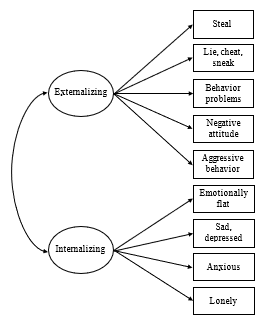 Steal
Lie, cheat,
sneak
Externalizing
Behavior
problems
Negative
attitude
Aggressive
behavior
Emotionally
flat
Sad,
depressed
Internalizing
Anxious
Lonely